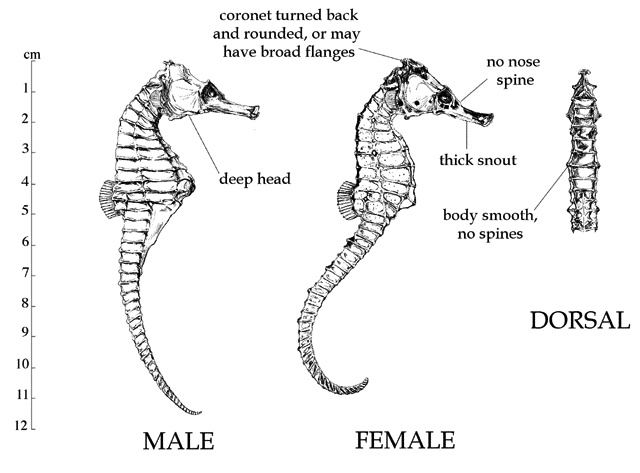 coronet turned back
and rounded, or may
have broad flanges
cm
no nose
spine
1
2
3
4
5
6
7
8
9
10
11
12
deep head
thick snout
body smooth,
no spines
DORSAL
MALE
FEMALE